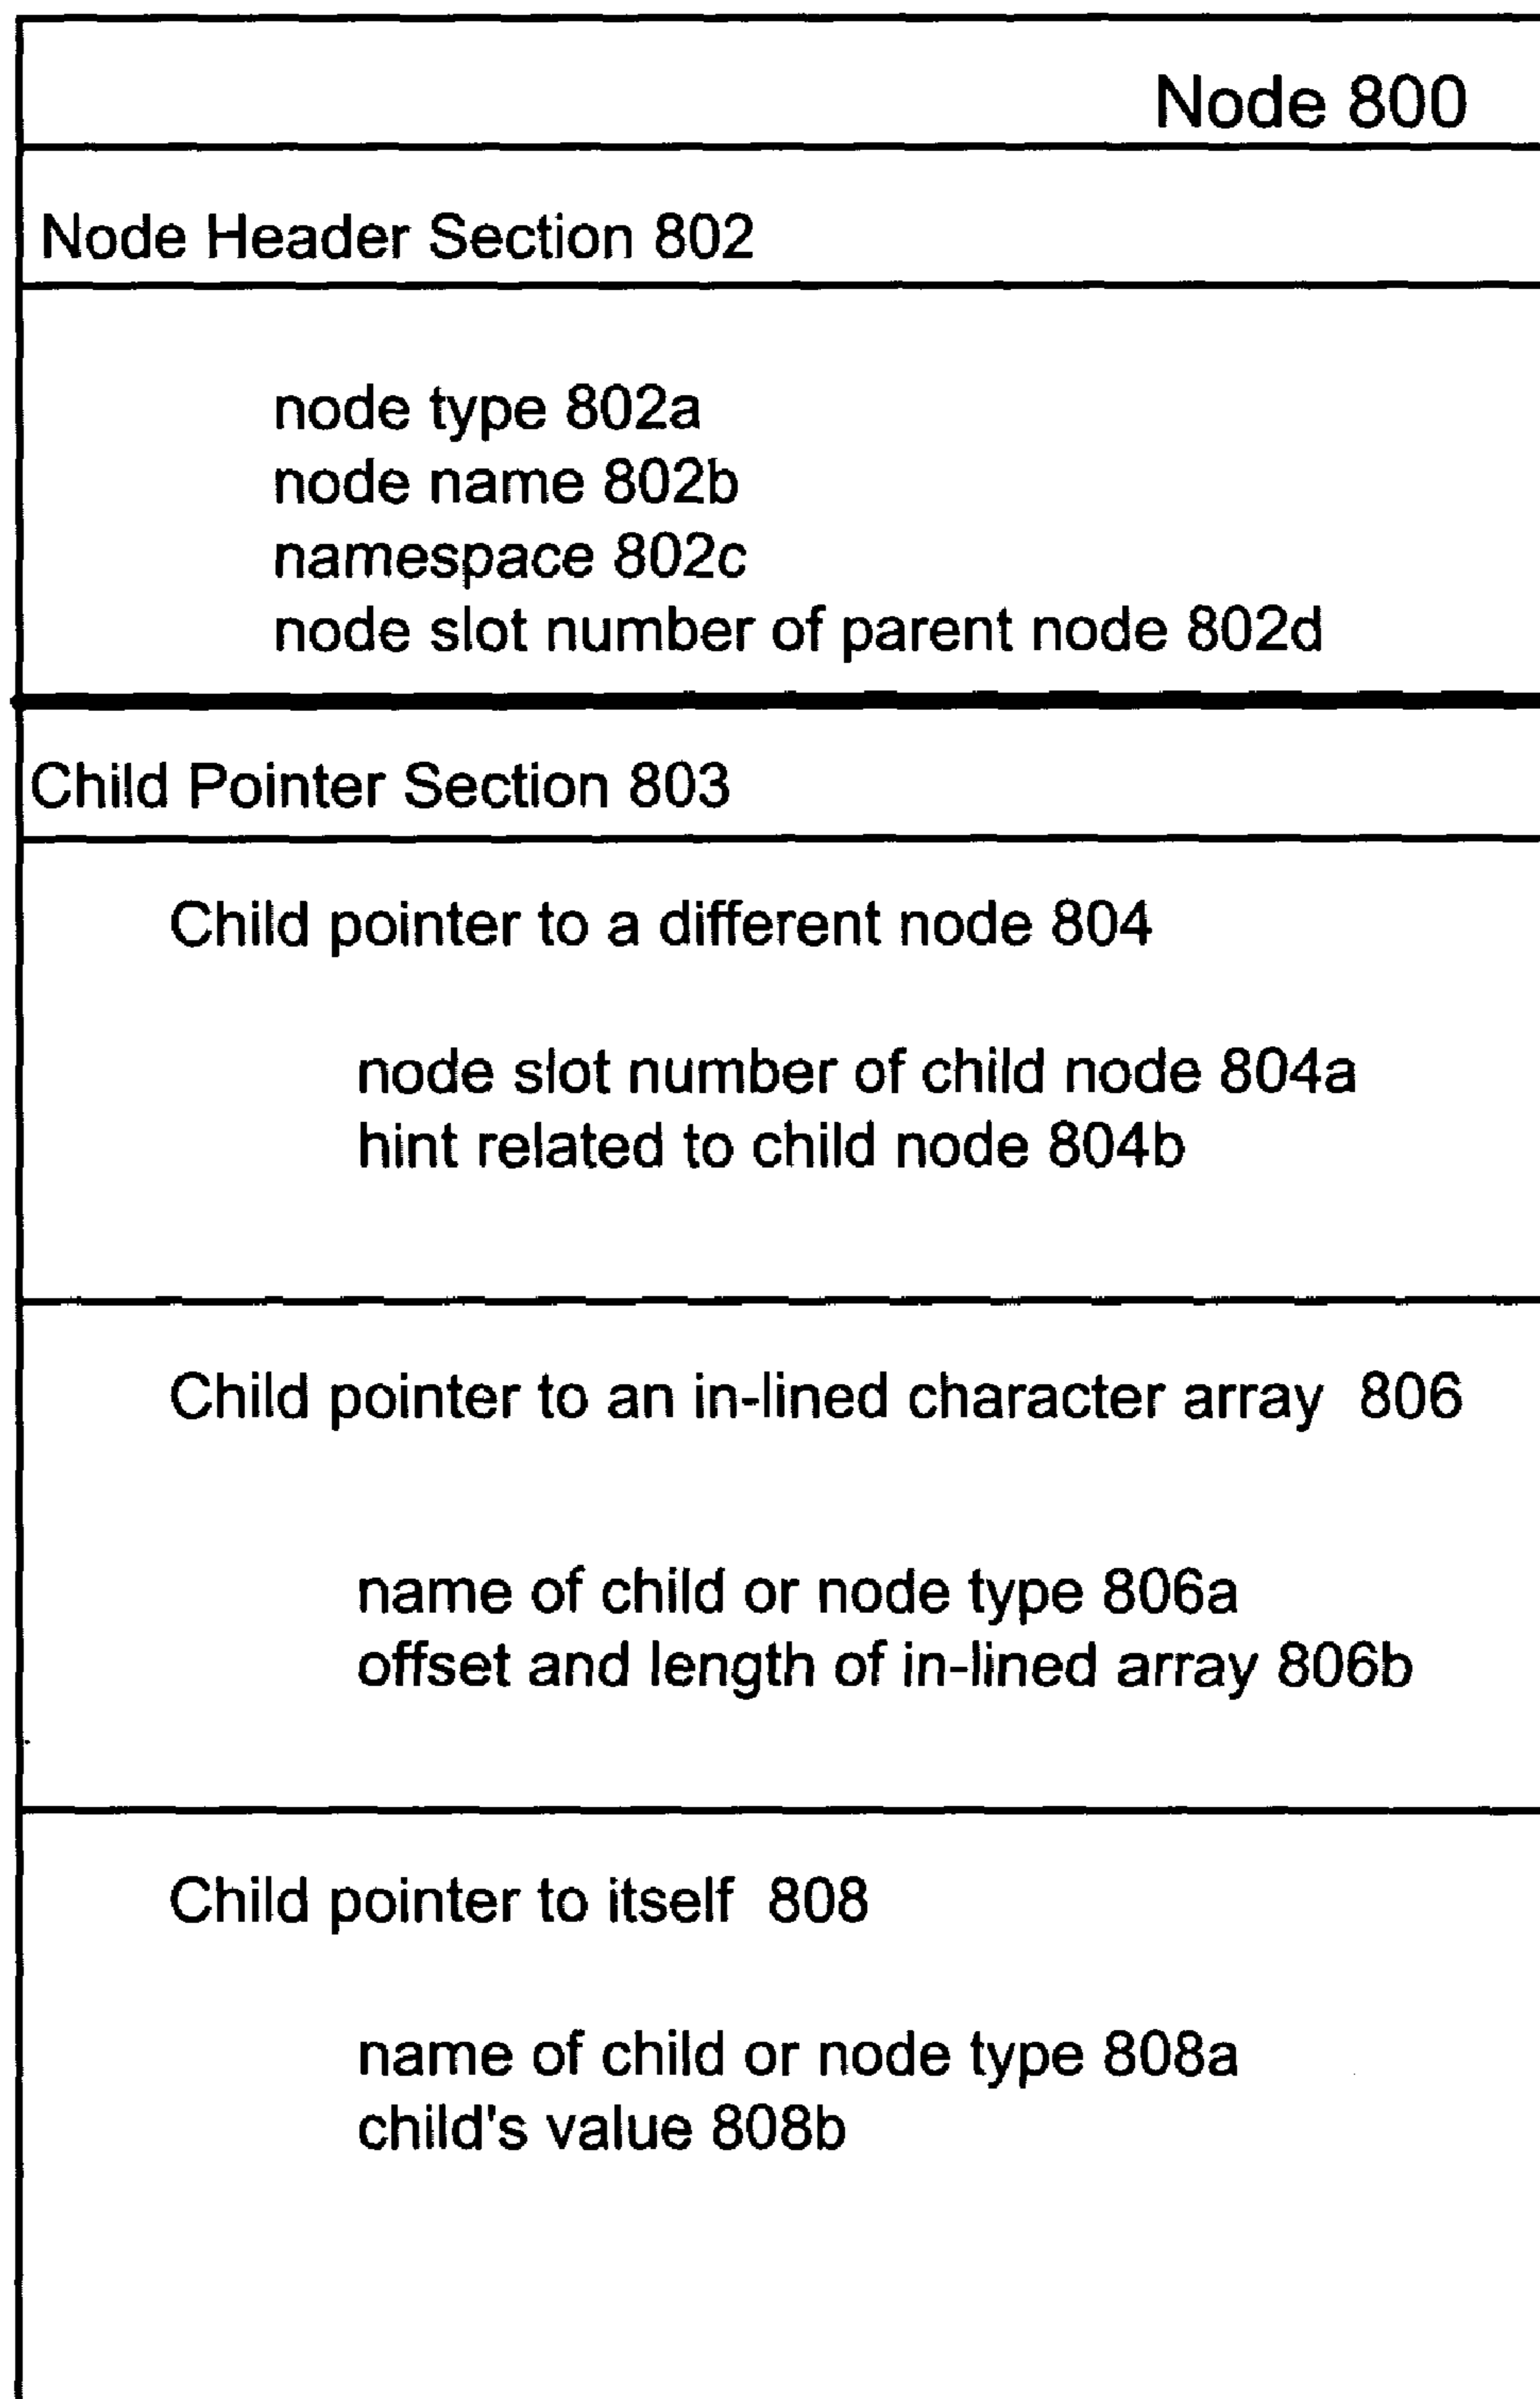 Node 800
Node Header Section 802
node type 802a
node name 802b
namespace 802c
node slot number of parent node 802d
Child Pointer Section 803
Child pointer to a different node 804
node slot number of child node 804a
hint related to child node 804b
Child pointer to an in-lined character array 806
name of child or node type 806a
offset and length of in-lined array 806b
Child pointer to itself 808
name of child or node type 808a
child's value 808b